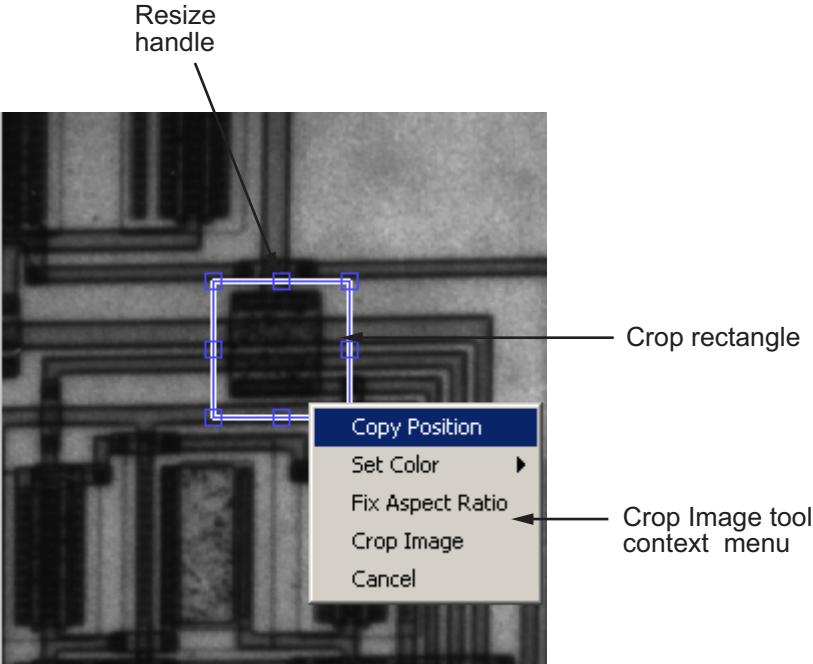 Resize
handle
Crop rectangle
Copy Position
Set Color
Fix Aspect Ratio
Crop Image
Cancel
Crop Image tool
context menu